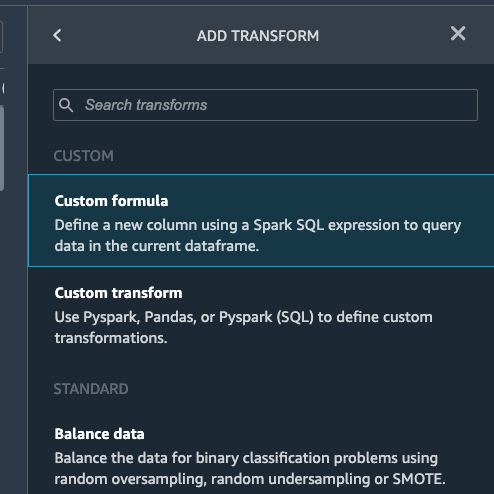 ADD TRANSFORM
Search transforms
CUSTOM
Custom formula
Define a new column using a Spark SQL expression to query
data in the current dataframe.
Custom transform
Use Pyspark, Pandas, or Pyspark (SQL) to define custom
transformations.
STANDARD
Balance data
Balance the data for binary classification problems using
random oversampling, random undersampling or SMOTE.